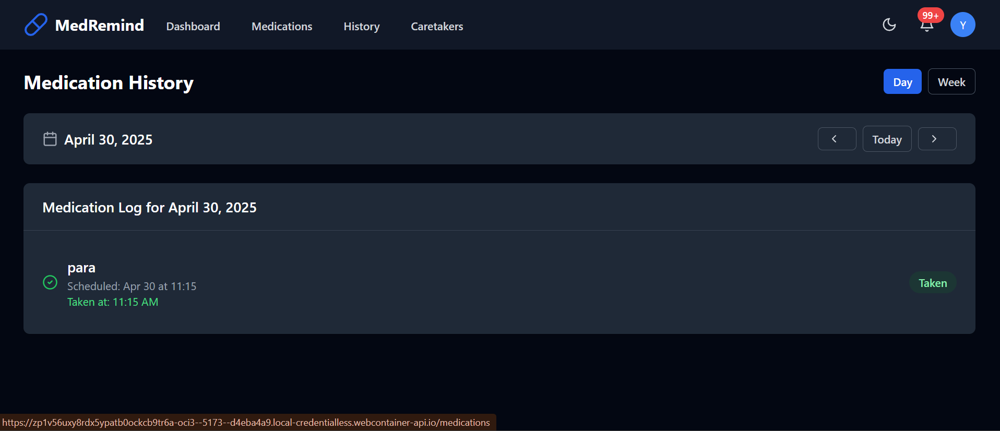 MedRemind Dashboard Medications History Caretakers 99+ Y
Medication History Day Week
April 30, 2025 Today
Medication Log for April 30, 2025
para
Scheduled: Apr 30 at 11:15
Taken at: 11:15 AM
Taken
https://zp1v56uxy8rdx5ypatb0ockcb9tr6a-oci3--5173--d4eba4a9.local-credentialless.webcontainer-api.io/medications